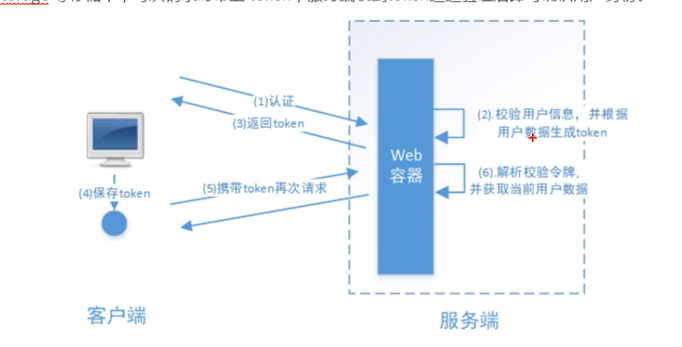 (1)认证
(3)返回token
(2).校验用户信息，并根据
用户数据生成token
Web
容器
(4)保存token
(5)携带token再次请求
(6).解析校验令牌,
并获取当前用户数据
客户端
服务端